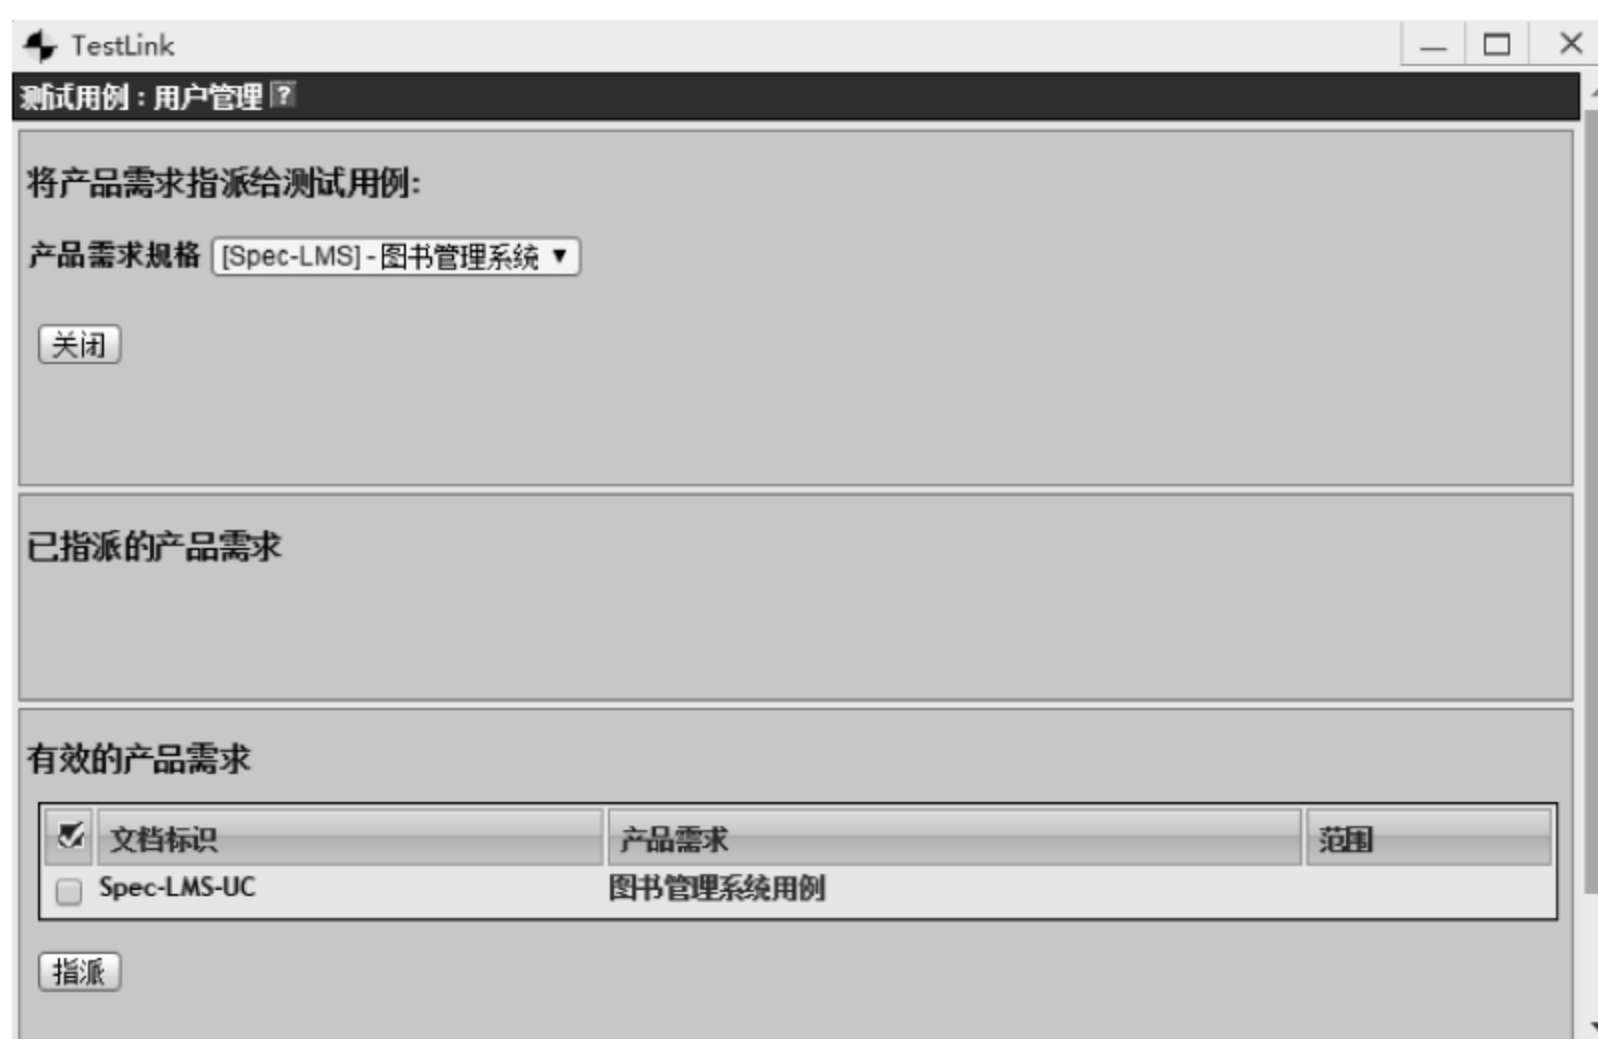 TestLink
测试用例 : 用户管理 ?
将产品需求指派给测试用例:
产品需求规格 [Spec-LMS] - 图书管理系统
关闭
已指派的产品需求
有效的产品需求
文档标识 产品需求 范围
Spec-LMS-UC 图书管理系统用例
指派